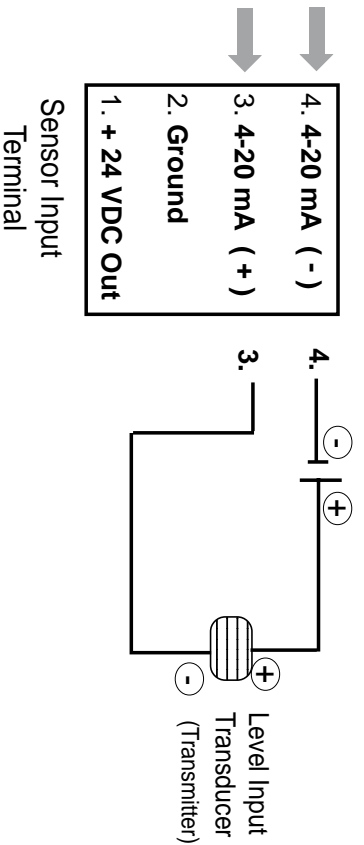 4. 4-20 mA ( - )
3. 4-20 mA ( + )
2. Ground
1. + 24 VDC Out
Sensor Input
Terminal
4.
3.
-
+
+
-
Level Input
Transducer
(Transmitter)